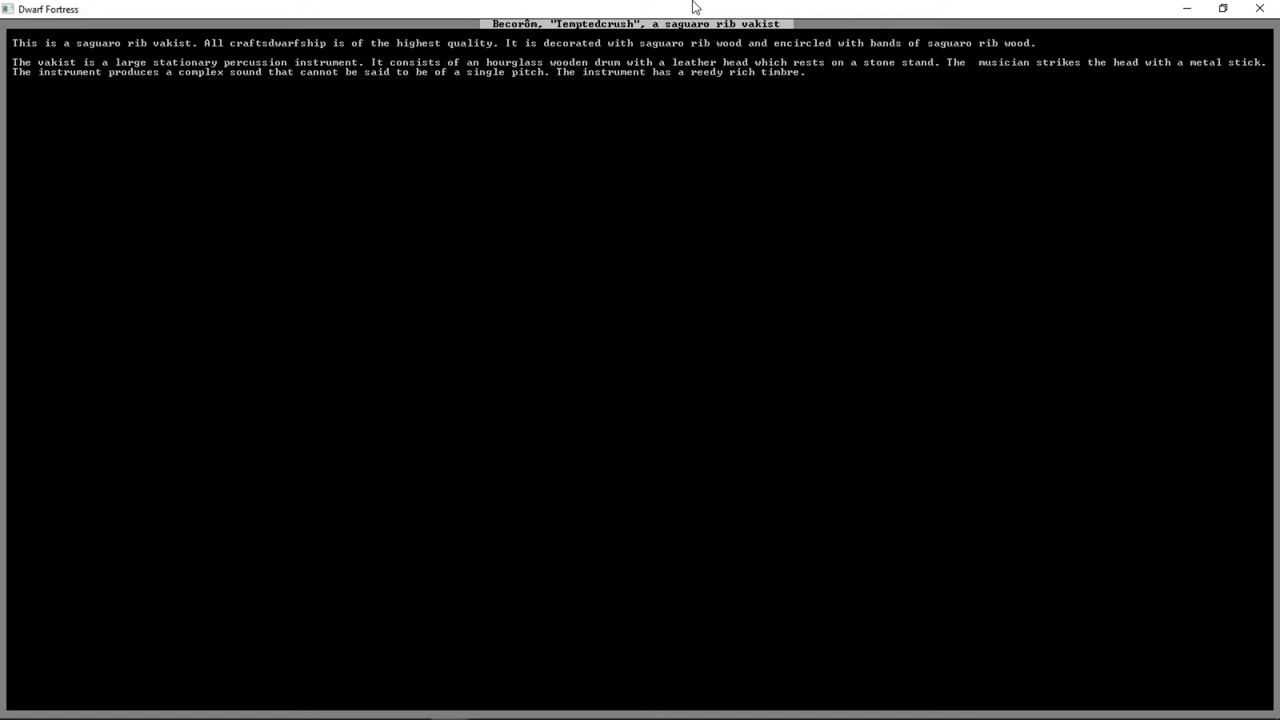 Dwarf Fortress
Becorôm, "Temptedcrush", a saguaro rib vakist
This is a saguaro rib vakist. All craftsdwarfship is of the highest quality. It is decorated with saguaro rib wood and encircled with bands of saguaro rib wood.
The vakist is a large stationary percussion instrument. It consists of an hourglass wooden drum with a leather head which rests on a stone stand. The  musician strikes the head with a metal stick.
The instrument produces a complex sound that cannot be said to be of a single pitch. The instrument has a reedy rich timbre.